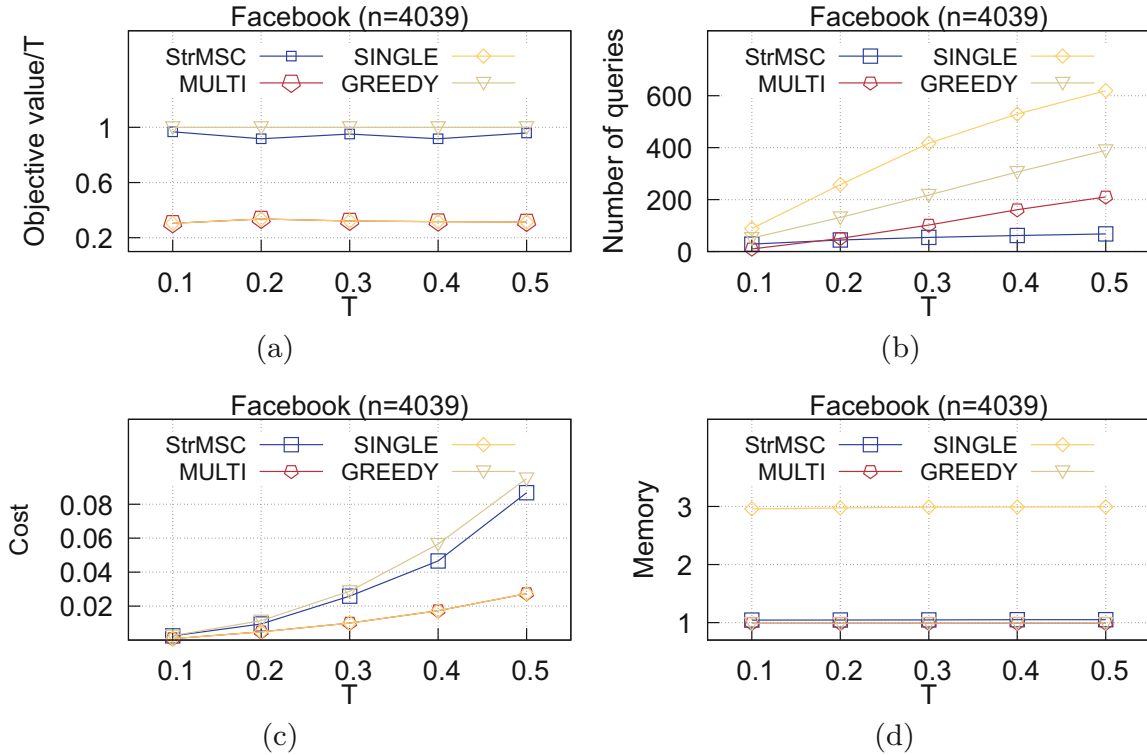 Facebook (n=4039)
Objective value/T
StrMSC
SINGLE
MULTI
GREEDY
1
0.6
0.2
0.1 0.2 0.3 0.4 0.5
T
(a)
Facebook (n=4039)
Number of queries
StrMSC
SINGLE
MULTI
GREEDY
600
400
200
0
0.1 0.2 0.3 0.4 0.5
T
(b)
Facebook (n=4039)
Cost
StrMSC
SINGLE
MULTI
GREEDY
0.08
0.06
0.04
0.02
0.1 0.2 0.3 0.4 0.5
T
(c)
Facebook (n=4039)
Memory
StrMSC
SINGLE
MULTI
GREEDY
3
2
1
0.1 0.2 0.3 0.4 0.5
T
(d)